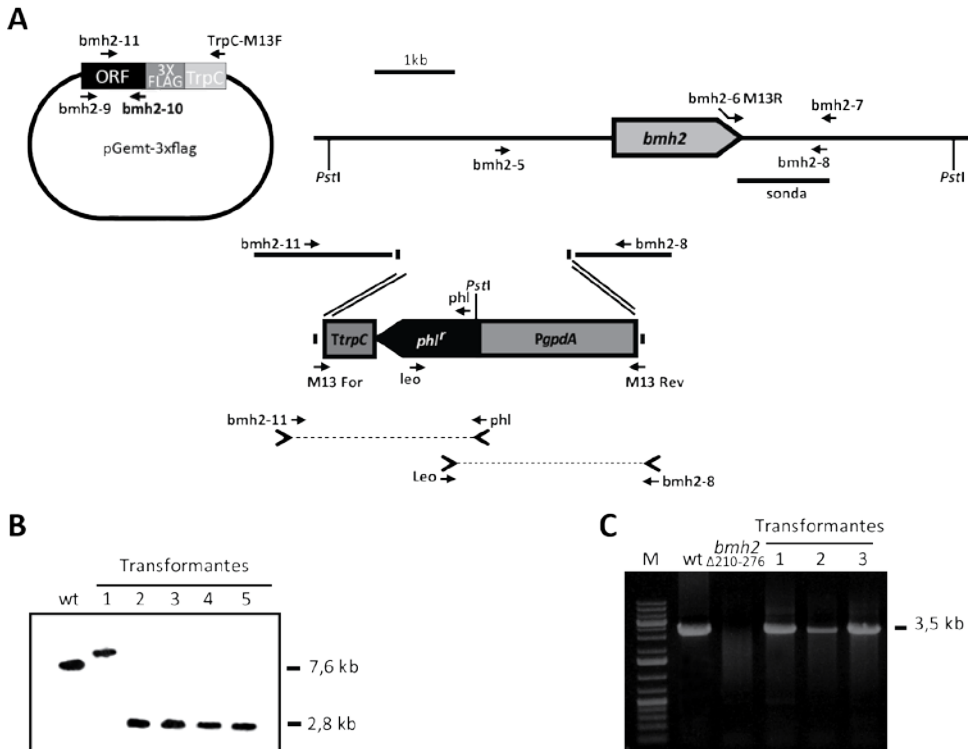 A
bmh2-11
TrpC-M13F
ORF
3X
FLAG
TrpC
bmh2-9
bmh2-10
pGemt-3xflag
1kb
bmh2-6 M13R
bmh2-7
bmh2
bmh2-5
bmh2-8
PstI
PstI
sonda
bmh2-11
bmh2-8
PstI
phl
TtrpC
phlʳ
PgpdA
M13 For
leo
M13 Rev
bmh2-11
phl
Leo
bmh2-8
B
Transformantes
wt 1 2 3 4 5
7,6 kb
2,8 kb
C
Transformantes
bmh2
M wt Δ210-276 1 2 3
3,5 kb